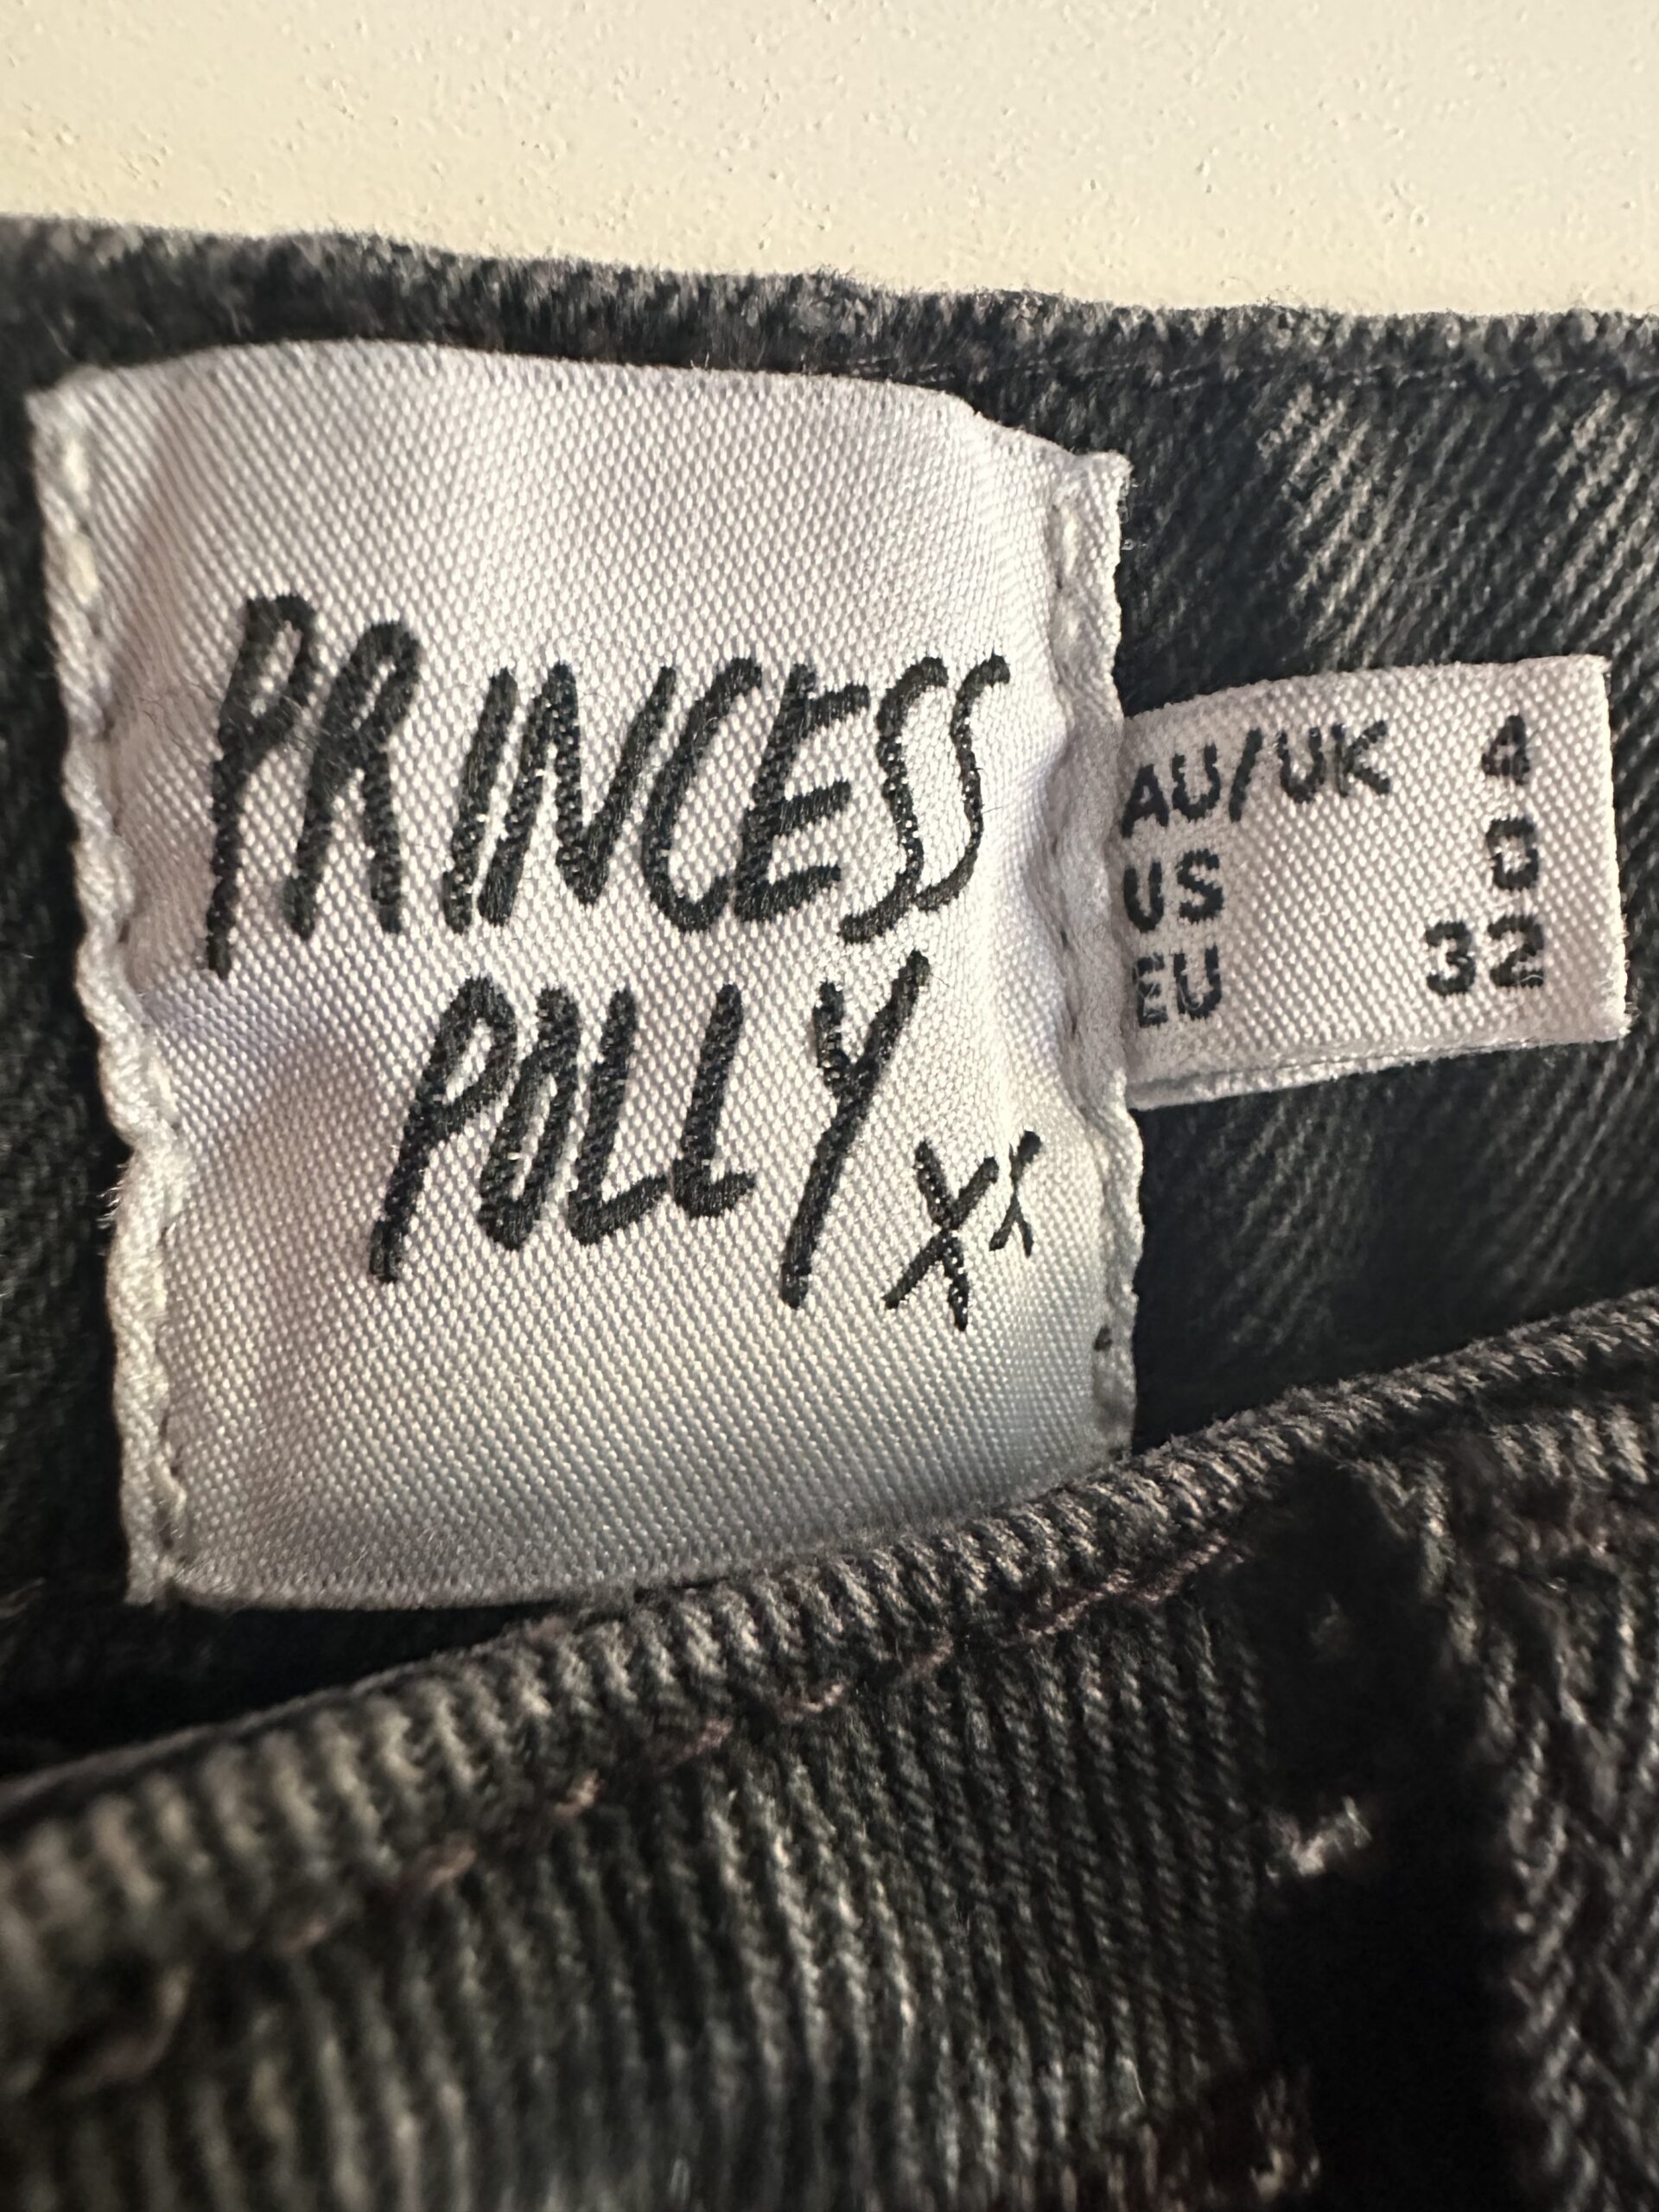 PRINCESS
POLLY xx
AU/UK 4
US 0
EU 32